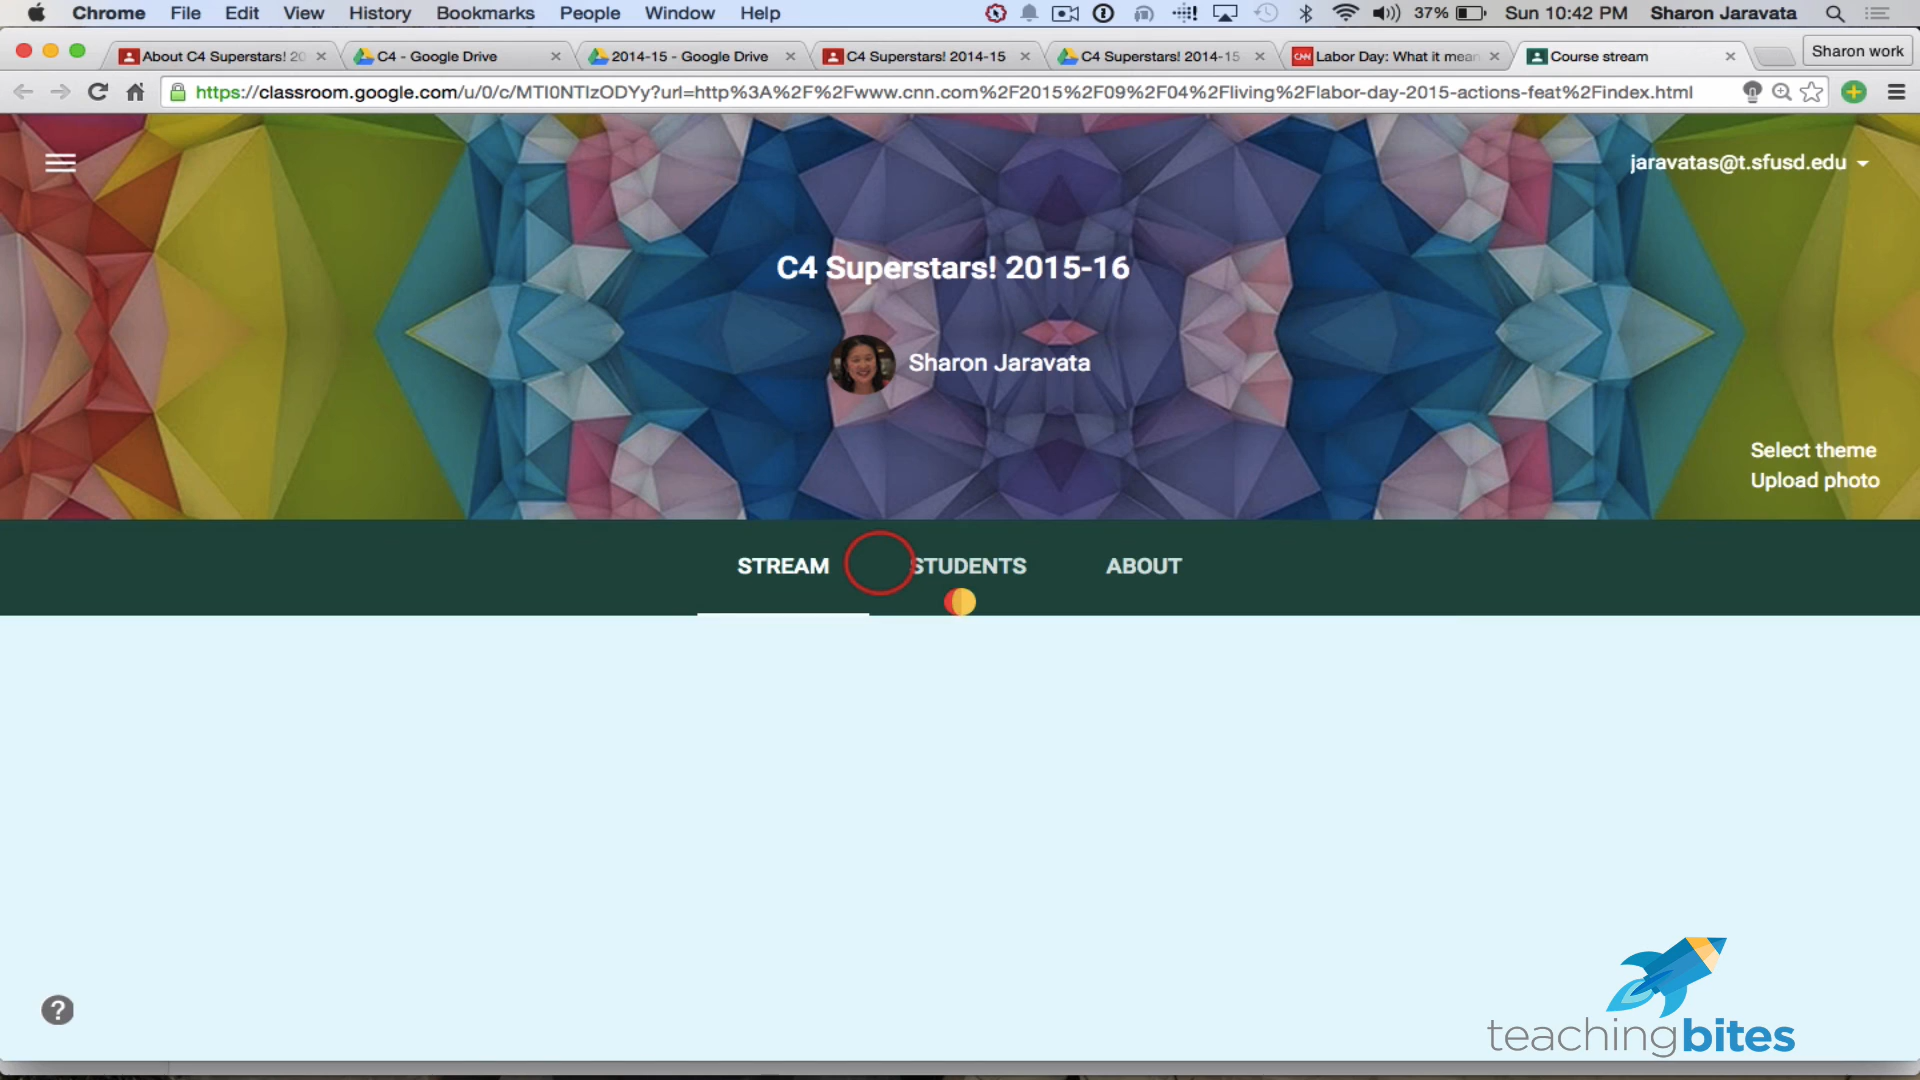 Chrome File Edit View History Bookmarks People Window Help 37% Sun 10:42 PM Sharon Jaravata
About C4 Superstars! 20 C4 - Google Drive 2014-15 - Google Drive C4 Superstars! 2014-15 C4 Superstars! 2014-15 CNN Labor Day: What it mean Course stream Sharon work
https://classroom.google.com/u/0/c/MTI0NTIzODYy?url=http%3A%2F%2Fwww.cnn.com%2F2015%2F09%2F04%2Fliving%2Flabor-day-2015-actions-feat%2Findex.html
jaravatas@t.sfusd.edu
C4 Superstars! 2015-16
Sharon Jaravata
Select theme
Upload photo
STREAM STUDENTS ABOUT
?
teachingbites